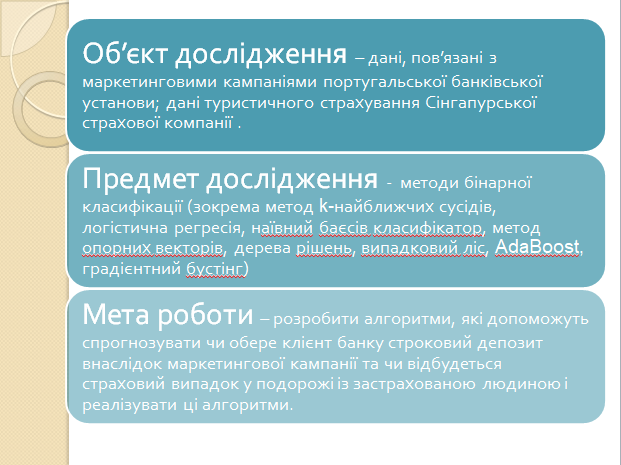 Об’єкт дослідження – дані, пов’язані з
маркетинговими кампаніями португальської банківської
установи; дані туристичного страхування Сінгапурської
страхової компанії .
Предмет дослідження - методи бінарної
класифікації (зокрема метод k-найближчих сусідів,
логістична регресія, наївний баєсів класифікатор, метод
опорних векторів, дерева рішень, випадковий ліс, AdaBoost,
градієнтний бустінг)
Мета роботи – розробити алгоритми, які допоможуть
спрогнозувати чи обере клієнт банку строковий депозит
внаслідок маркетингової кампанії та чи відбудеться
страховий випадок у подорожі із застрахованою людиною і
реалізувати ці алгоритми.